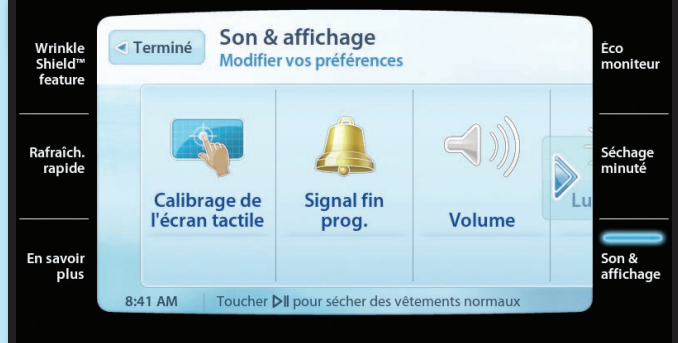 Wrinkle
Shield™
feature
Rafraîch.
rapide
En savoir
plus
Terminé
Son & affichage
Modifier vos préférences
Calibrage de
l'écran tactile
Signal fin
prog.
Volume
Lu
8:41 AM
Toucher pour sécher des vêtements normaux
Éco
moniteur
Séchage
minuté
Son &
affichage